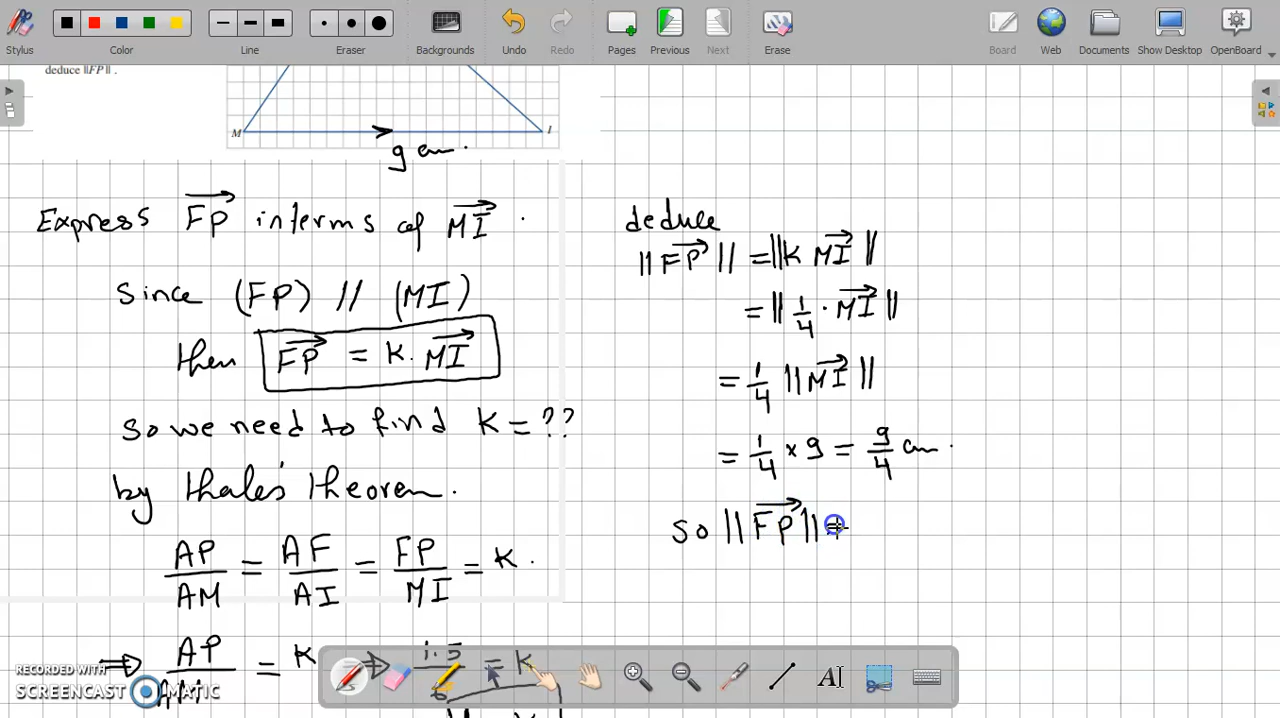 Stylus Color Line Eraser Backgrounds Undo Redo Pages Previous Next Erase Board Web Documents Show Desktop OpenBoard
deduce ||FP|| .
M I
9 cm.
Express FP interms of MI .
Since (FP) // (MI)
then FP = K. MI
So we need to find K = ??
by thales' theorem.
AP/AM = AF/AI = FP/MI = K .
⇒ AP/AM = K ⇒ 1.5/6 = K
deduce
|| FP || = ||K MI ||
= || 1/4 . MI ||
= 1/4 ||MI ||
= 1/4 × 9 = 9/4 cm .
So || FP || =
RECORDED WITH
SCREENCAST MATIC